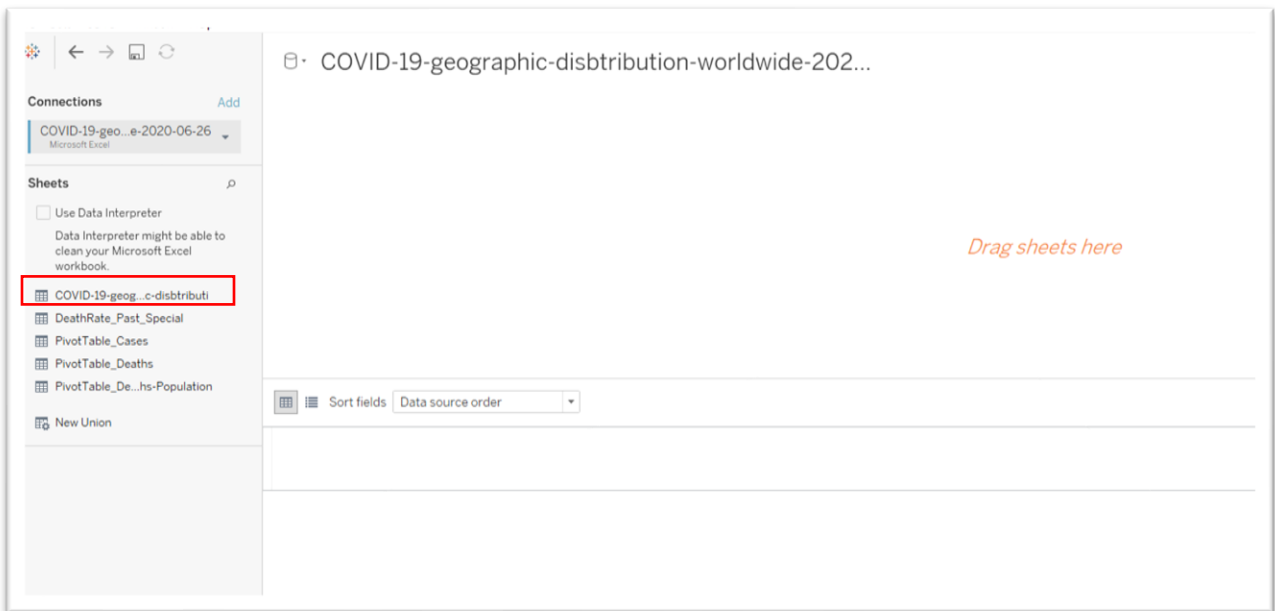 COVID-19-geographic-disbtribution-worldwide-202...
Connections
Add
COVID-19-geo...e-2020-06-26
Microsoft Excel
Sheets
Use Data Interpreter
Data Interpreter might be able to
clean your Microsoft Excel
workbook.
COVID-19-geog...c-disbtributi
DeathRate_Past_Special
PivotTable_Cases
PivotTable_Deaths
PivotTable_De...hs-Population
New Union
Drag sheets here
Sort fields
Data source order